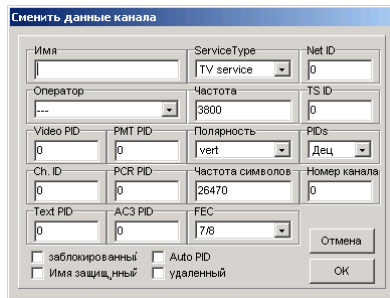 Сменить данные канала
Имя
ServiceType
TV service
Net ID
0
Оператор
---
Частота
3800
TS ID
0
Video PID
0
PMT PID
0
Полярность
vert
PIDs
Дец
Ch. ID
0
PCR PID
0
Частота символов
26470
Номер канала
0
Text PID
0
AC3 PID
0
FEC
7/8
Отмена
заблокированный
Auto PID
Имя защищ,нный
удаленный
OK